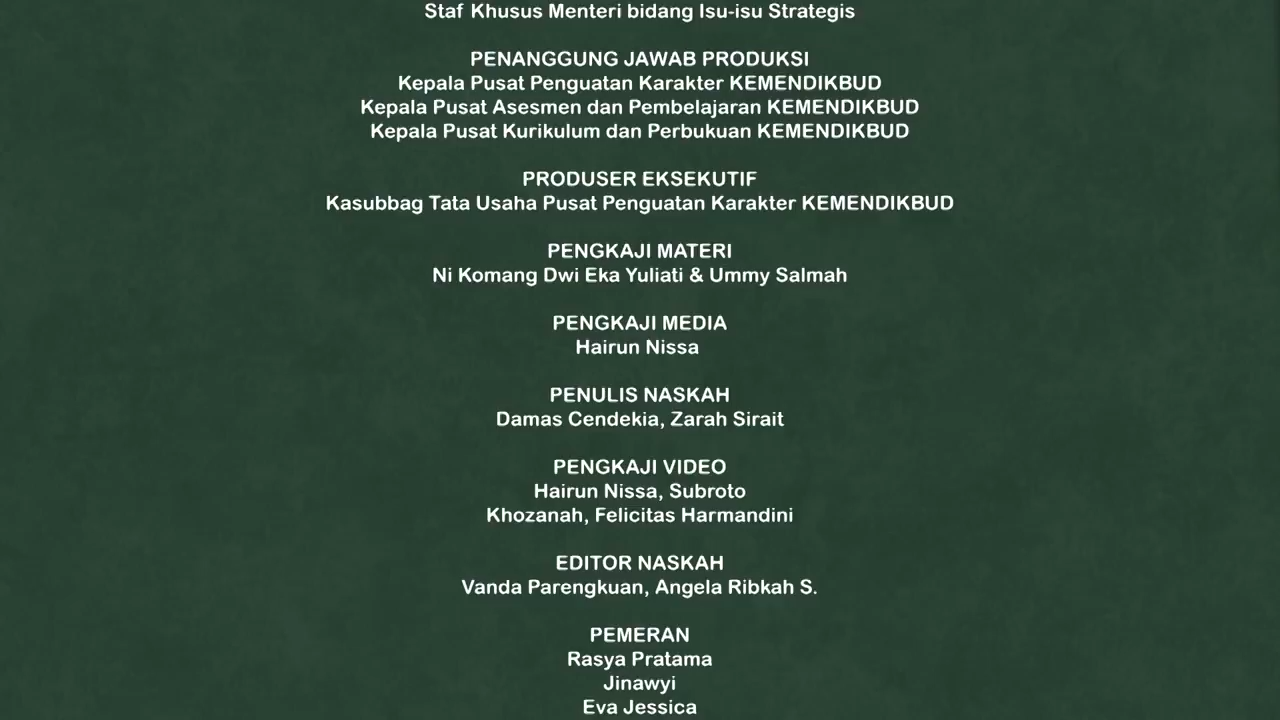 Staf Khusus Menteri bidang Isu-isu Strategis
PENANGGUNG JAWAB PRODUKSI
Kepala Pusat Penguatan Karakter KEMENDIKBUD
Kepala Pusat Asesmen dan Pembelajaran KEMENDIKBUD
Kepala Pusat Kurikulum dan Perbukuan KEMENDIKBUD
PRODUSER EKSEKUTIF
Kasubbag Tata Usaha Pusat Penguatan Karakter KEMENDIKBUD
PENGKAJI MATERI
Ni Komang Dwi Eka Yuliati & Ummy Salmah
PENGKAJI MEDIA
Hairun Nissa
PENULIS NASKAH
Damas Cendekia, Zarah Sirait
PENGKAJI VIDEO
Hairun Nissa, Subroto
Khozanah, Felicitas Harmandini
EDITOR NASKAH
Vanda Parengkuan, Angela Ribkah S.
PEMERAN
Rasya Pratama
Jinawyi
Eva Jessica